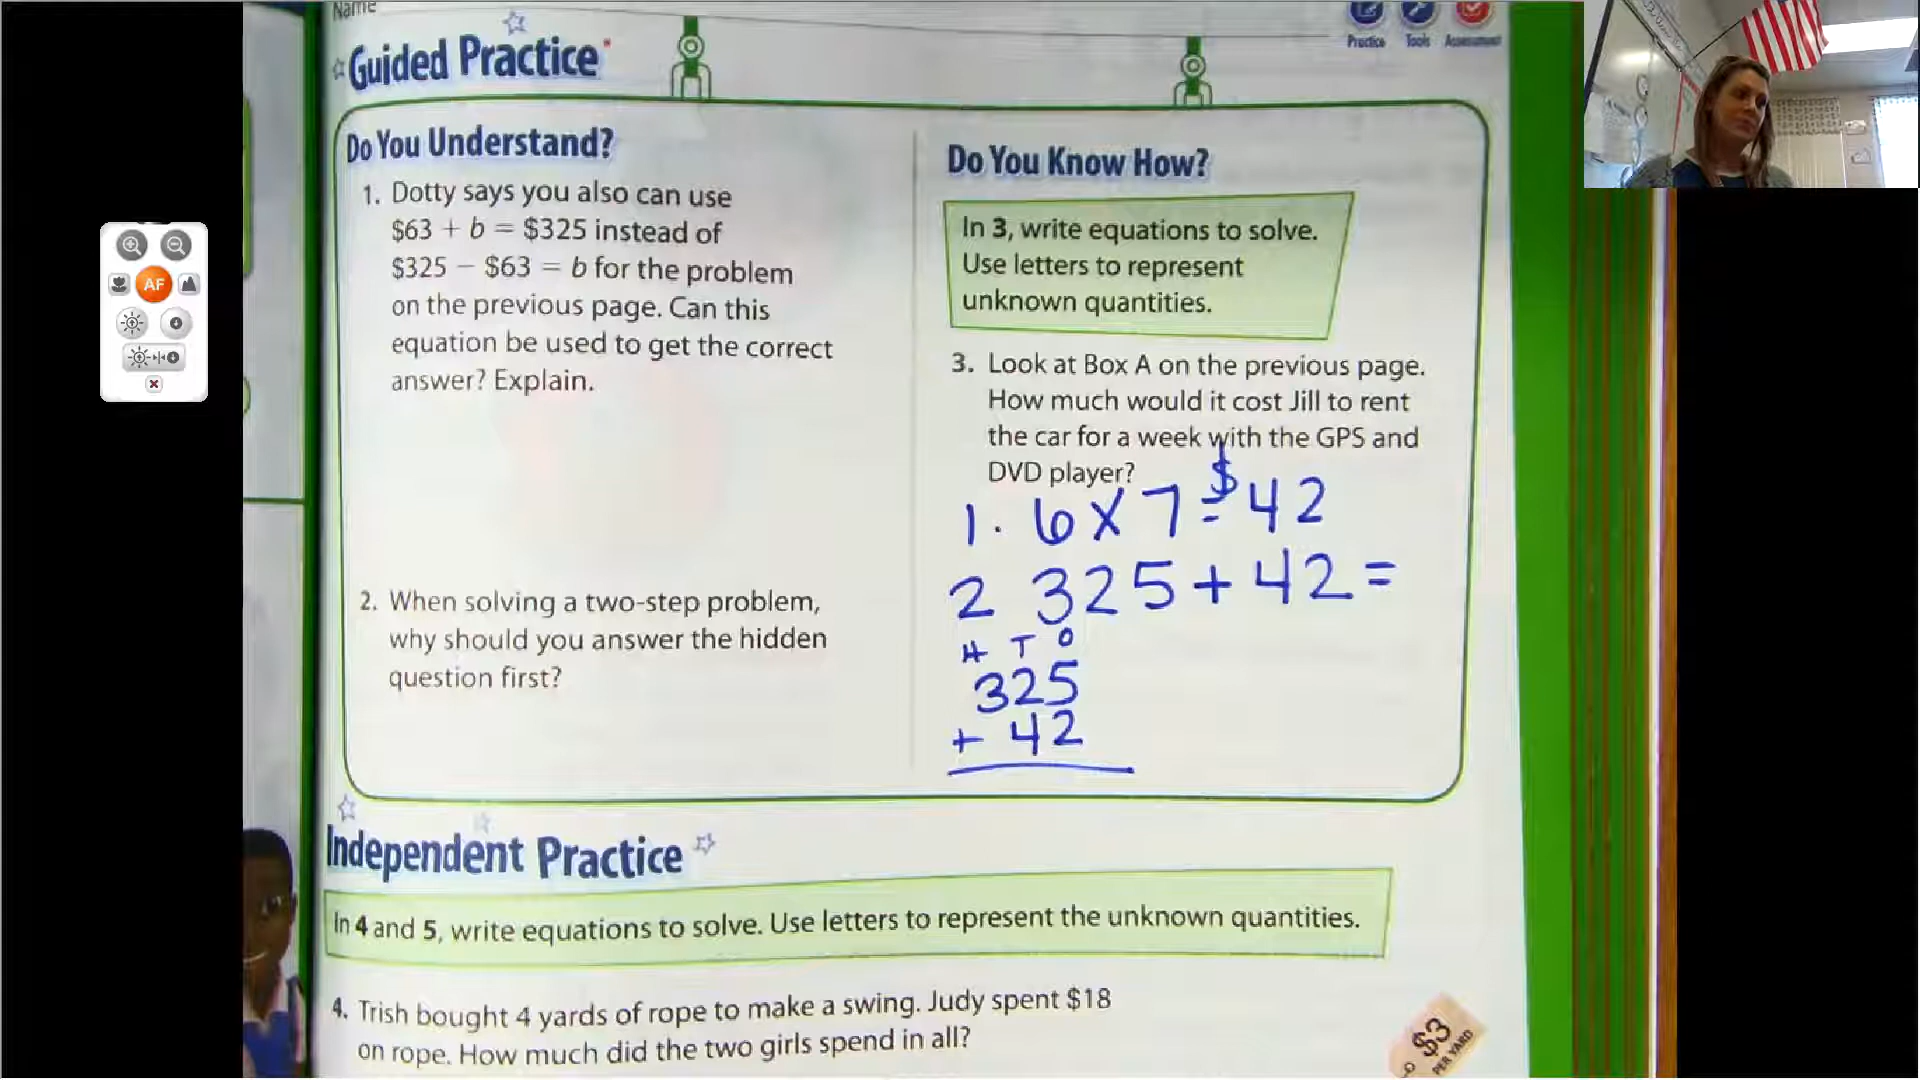 Name
Practice Tools Assessment
Guided Practice
Do You Understand?
1. Dotty says you also can use
$63 + b = $325 instead of
$325 − $63 = b for the problem
on the previous page. Can this
equation be used to get the correct
answer? Explain.
2. When solving a two-step problem,
why should you answer the hidden
question first?
Do You Know How?
In 3, write equations to solve.
Use letters to represent
unknown quantities.
3. Look at Box A on the previous page.
How much would it cost Jill to rent
the car for a week with the GPS and
DVD player?
1. 6 x 7 = $42
2 325 + 42 =
H T O
325
+ 42
Independent Practice
In 4 and 5, write equations to solve. Use letters to represent the unknown quantities.
4. Trish bought 4 yards of rope to make a swing. Judy spent $18
on rope. How much did the two girls spend in all?
$3
PER YARD
AF